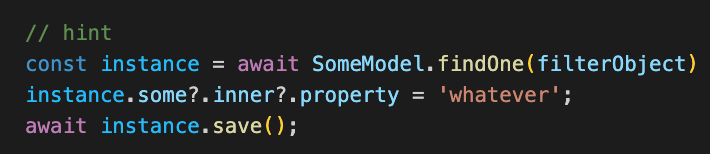 // hint
const instance = await SomeModel.findOne(filterObject)
instance.some?.inner?.property = 'whatever';
await instance.save();